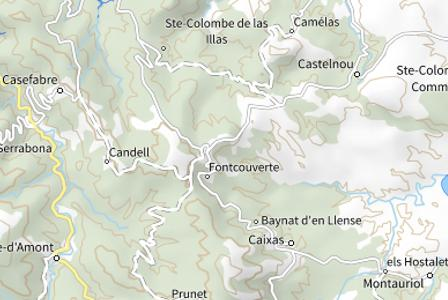 Ste-Colombe de las
Illas
Camélas
Castelnou
Ste-Colom
Comm
Casefabre
Serrabona
Candell
Fontcouverte
Baynat d'en Llense
Caixas
e-d'Amont
els Hostalet
Montauriol
Prunet